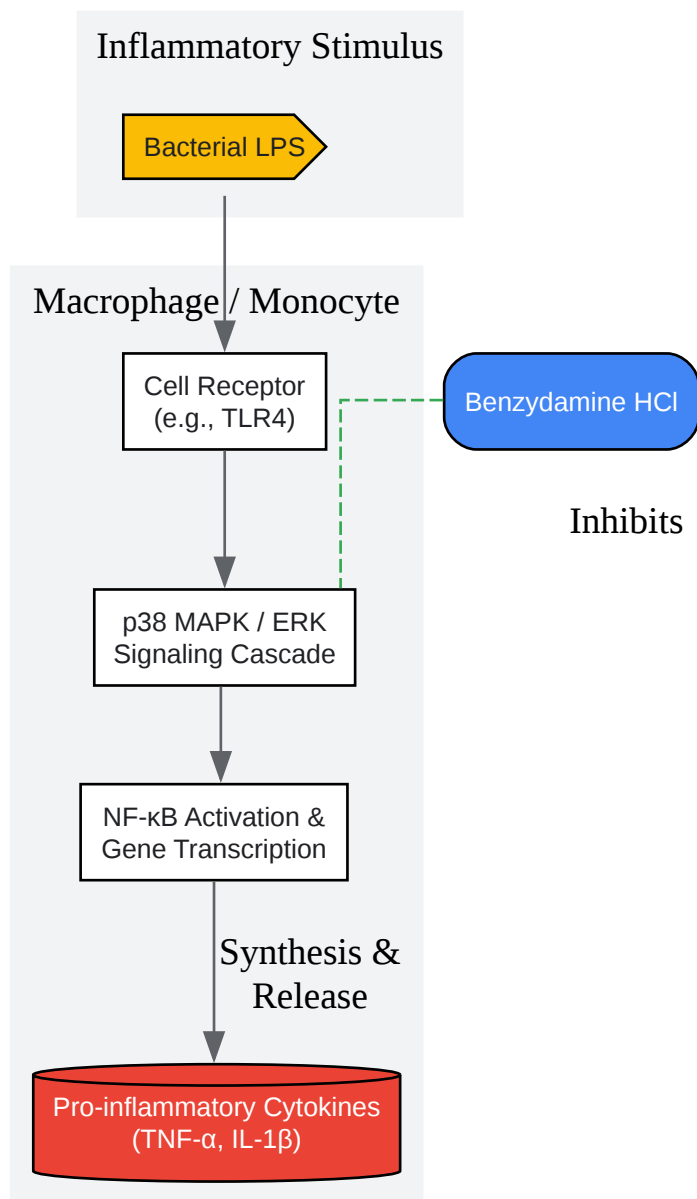 Inflammatory Stimulus
Bacterial LPS
Macrophage / Monocyte
Cell Receptor
(e.g., TLR4)
Benzydamine HCl
Inhibits
p38 MAPK / ERK
Signaling Cascade
NF-κB Activation &
Gene Transcription
Synthesis &
Release
Pro-inflammatory Cytokines
(TNF-α, IL-1β)